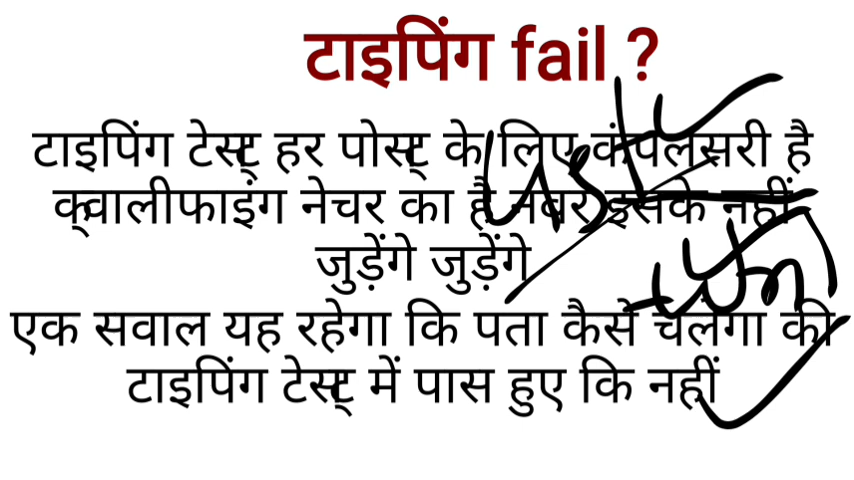 टाइपिंग fail ?
टाइपिंग टेस्ट् हर पोस्ट् के लिए कंपलसरी है
क्वालीफाइंग नेचर का है नंबर इसके नहीं
जुड़ेंगे जुड़ेंगे
एक सवाल यह रहेगा कि पता कैसे चलेगा की
टाइपिंग टेस्ट् में पास हुए कि नहीं